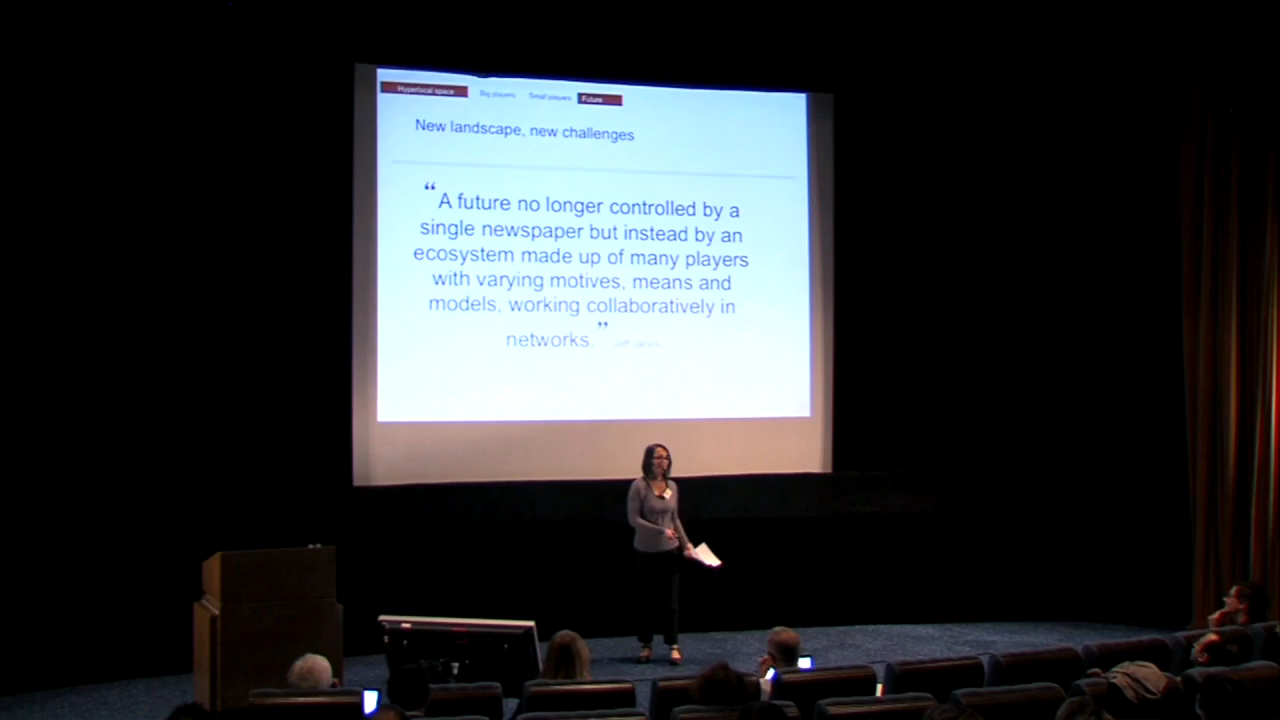 Hyperlocal space Big players Small players Future
New landscape, new challenges
“A future no longer controlled by a
single newspaper but instead by an
ecosystem made up of many players
with varying motives, means and
models, working collaboratively in
networks.” Jeff Jarvis